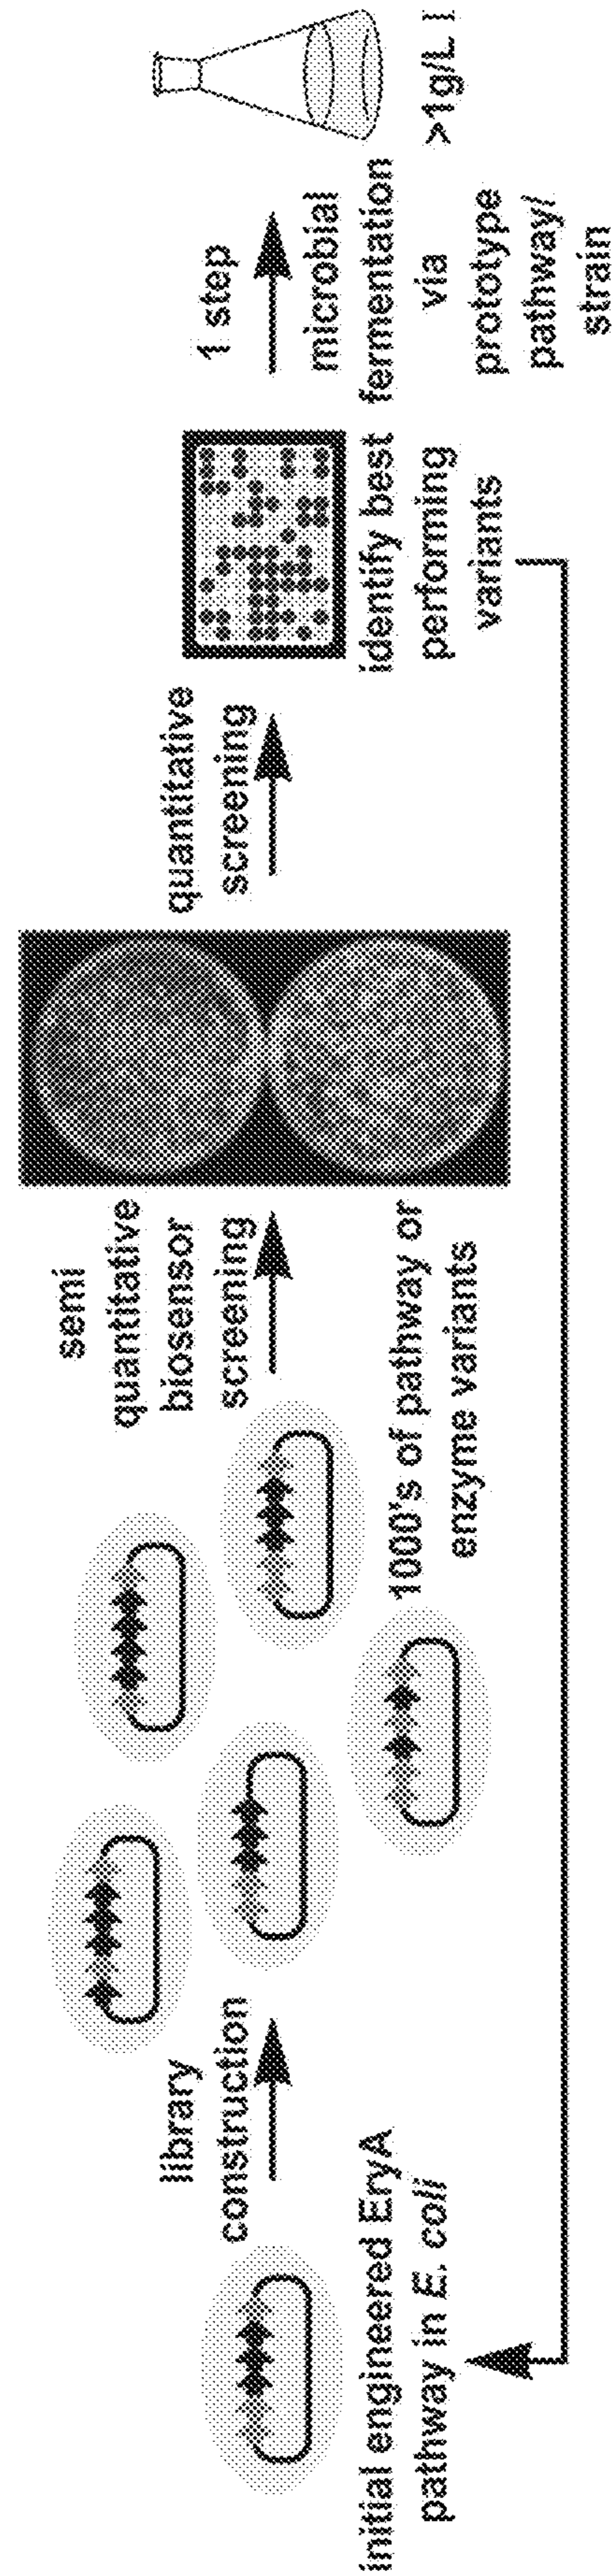 initial engineered EryA
pathway in E. coli
library
construction
1000's of pathway or
enzyme variants
semi
quantitative
biosensor
screening
quantitative
screening
identify best
performing
variants
1 step
microbial
fermentation
via
prototype
pathway/
strain
>1g/L I